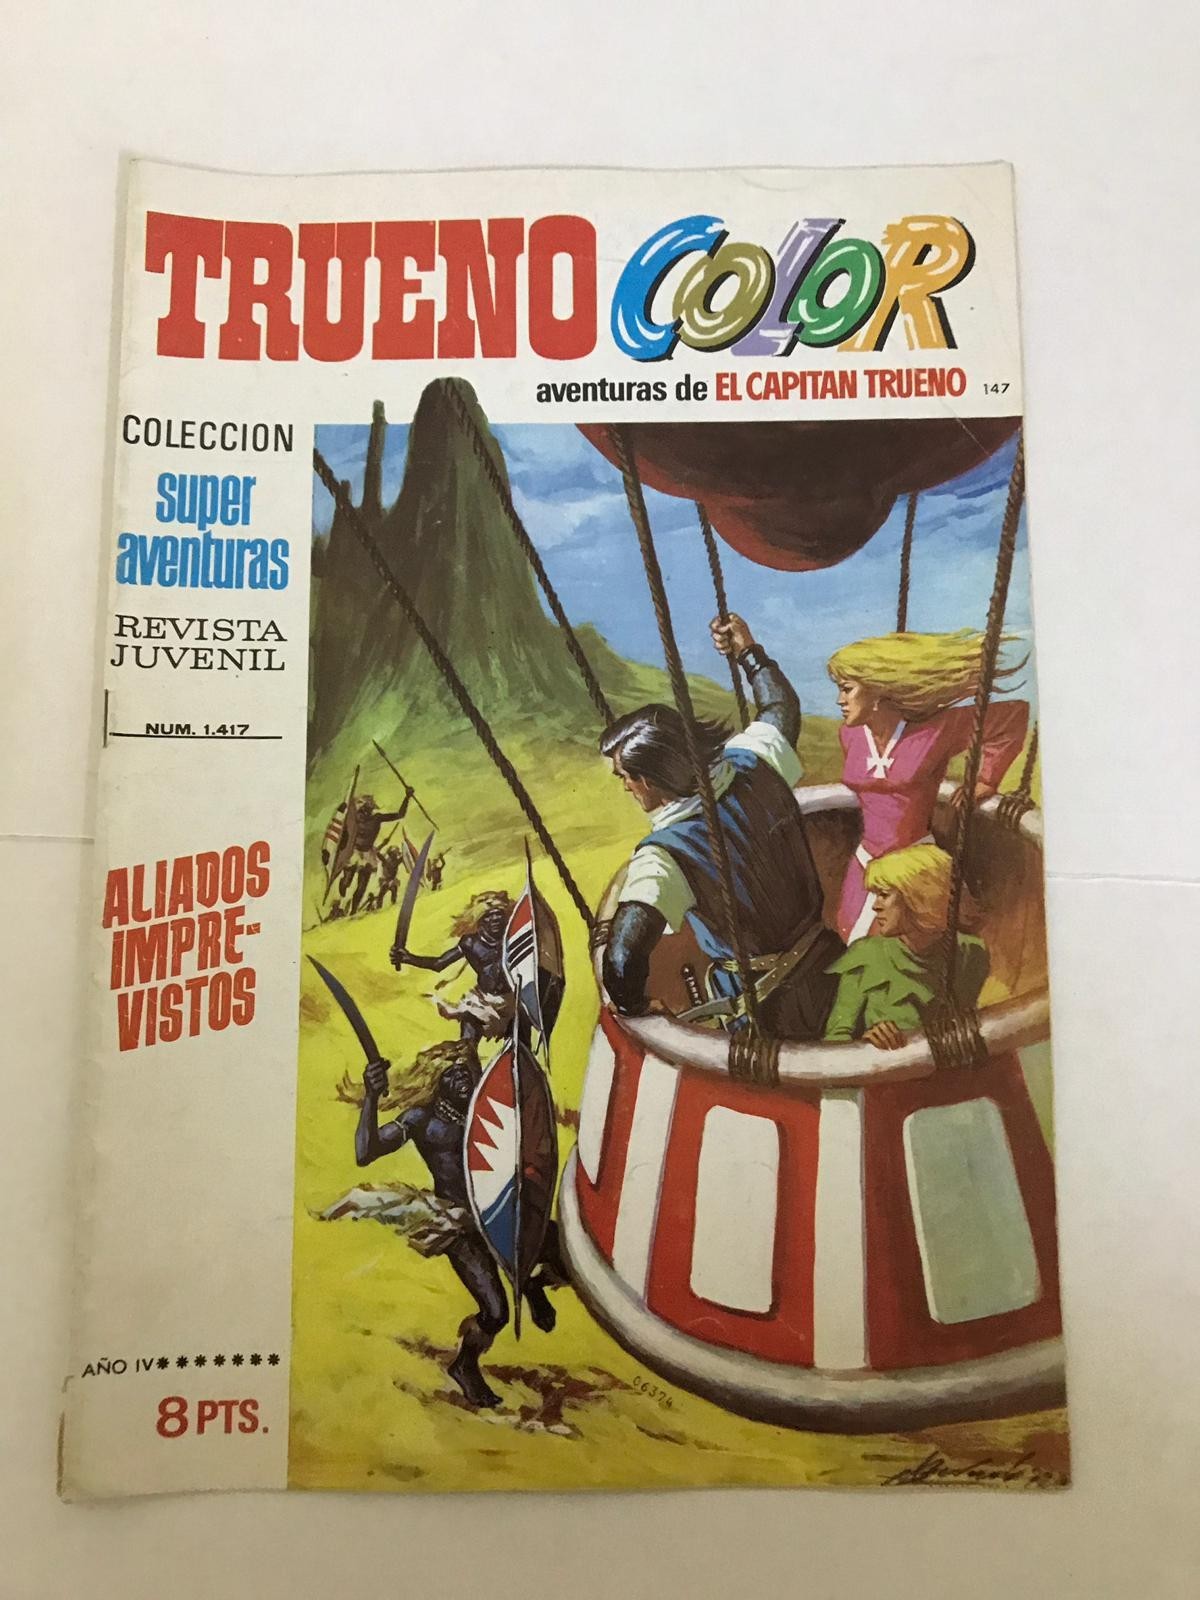 TRUENO COLOR
aventuras de EL CAPITAN TRUENO 147
COLECCION
super
aventuras
REVISTA
JUVENIL
NUM. 1.417
ALIADOS
IMPRE-
VISTOS
AÑO IV********
8 PTS.
06374